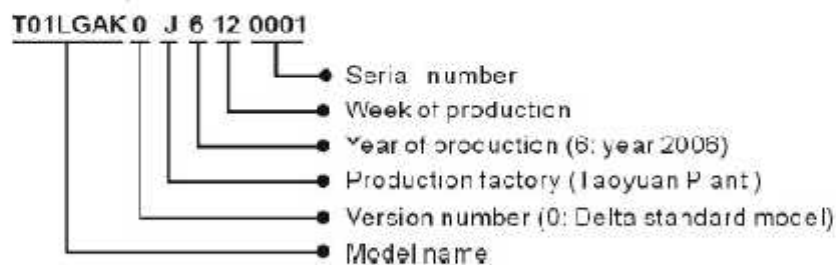 T01LGAK 0 J 6 12 0001
Serial number
Week of production
Year of production (6: year 2006)
Production factory (Taoyuan Plant)
Version number (0: Delta standard model)
Model name